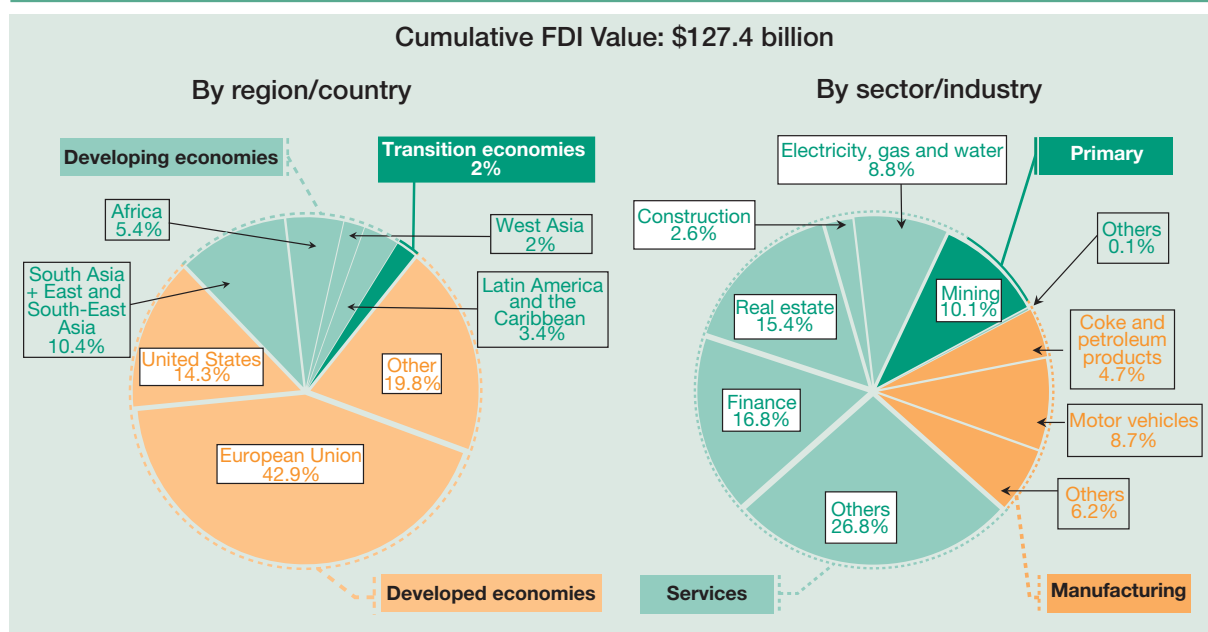 Cumulative FDI Value: $127.4 billion
By region/country
Developing economies
Transition economies
2%
Africa
5.4%
West Asia
2%
South Asia
+ East and
South-East
Asia
10.4%
Latin America
and the
Caribbean
3.4%
United States
14.3%
Other
19.8%
European Union
42.9%
Developed economies
By sector/industry
Electricity, gas and water
8.8%
Primary
Construction
2.6%
Others
0.1%
Mining
10.1%
Real estate
15.4%
Coke and
petroleum
products
4.7%
Finance
16.8%
Motor vehicles
8.7%
Others
6.2%
Others
26.8%
Services
Manufacturing